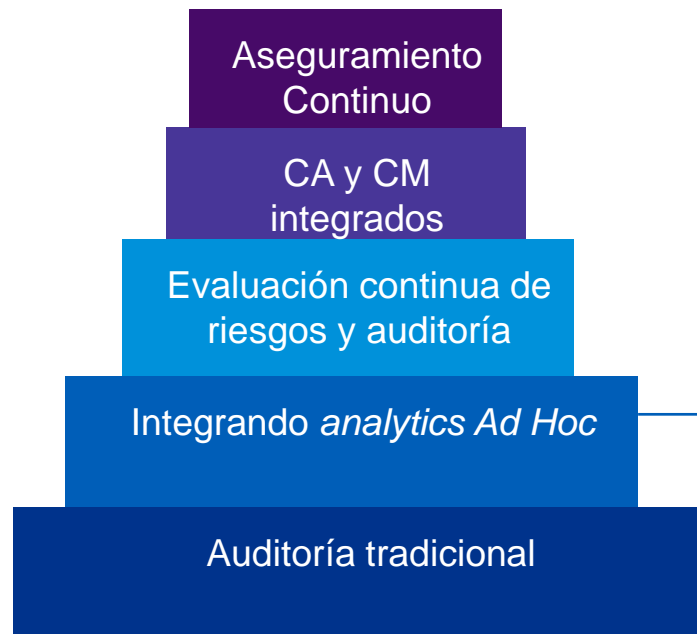 Aseguramiento
Continuo
CA y CM
integrados
Evaluación continua de
riesgos y auditoría
Integrando analytics Ad Hoc
Auditoría tradicional